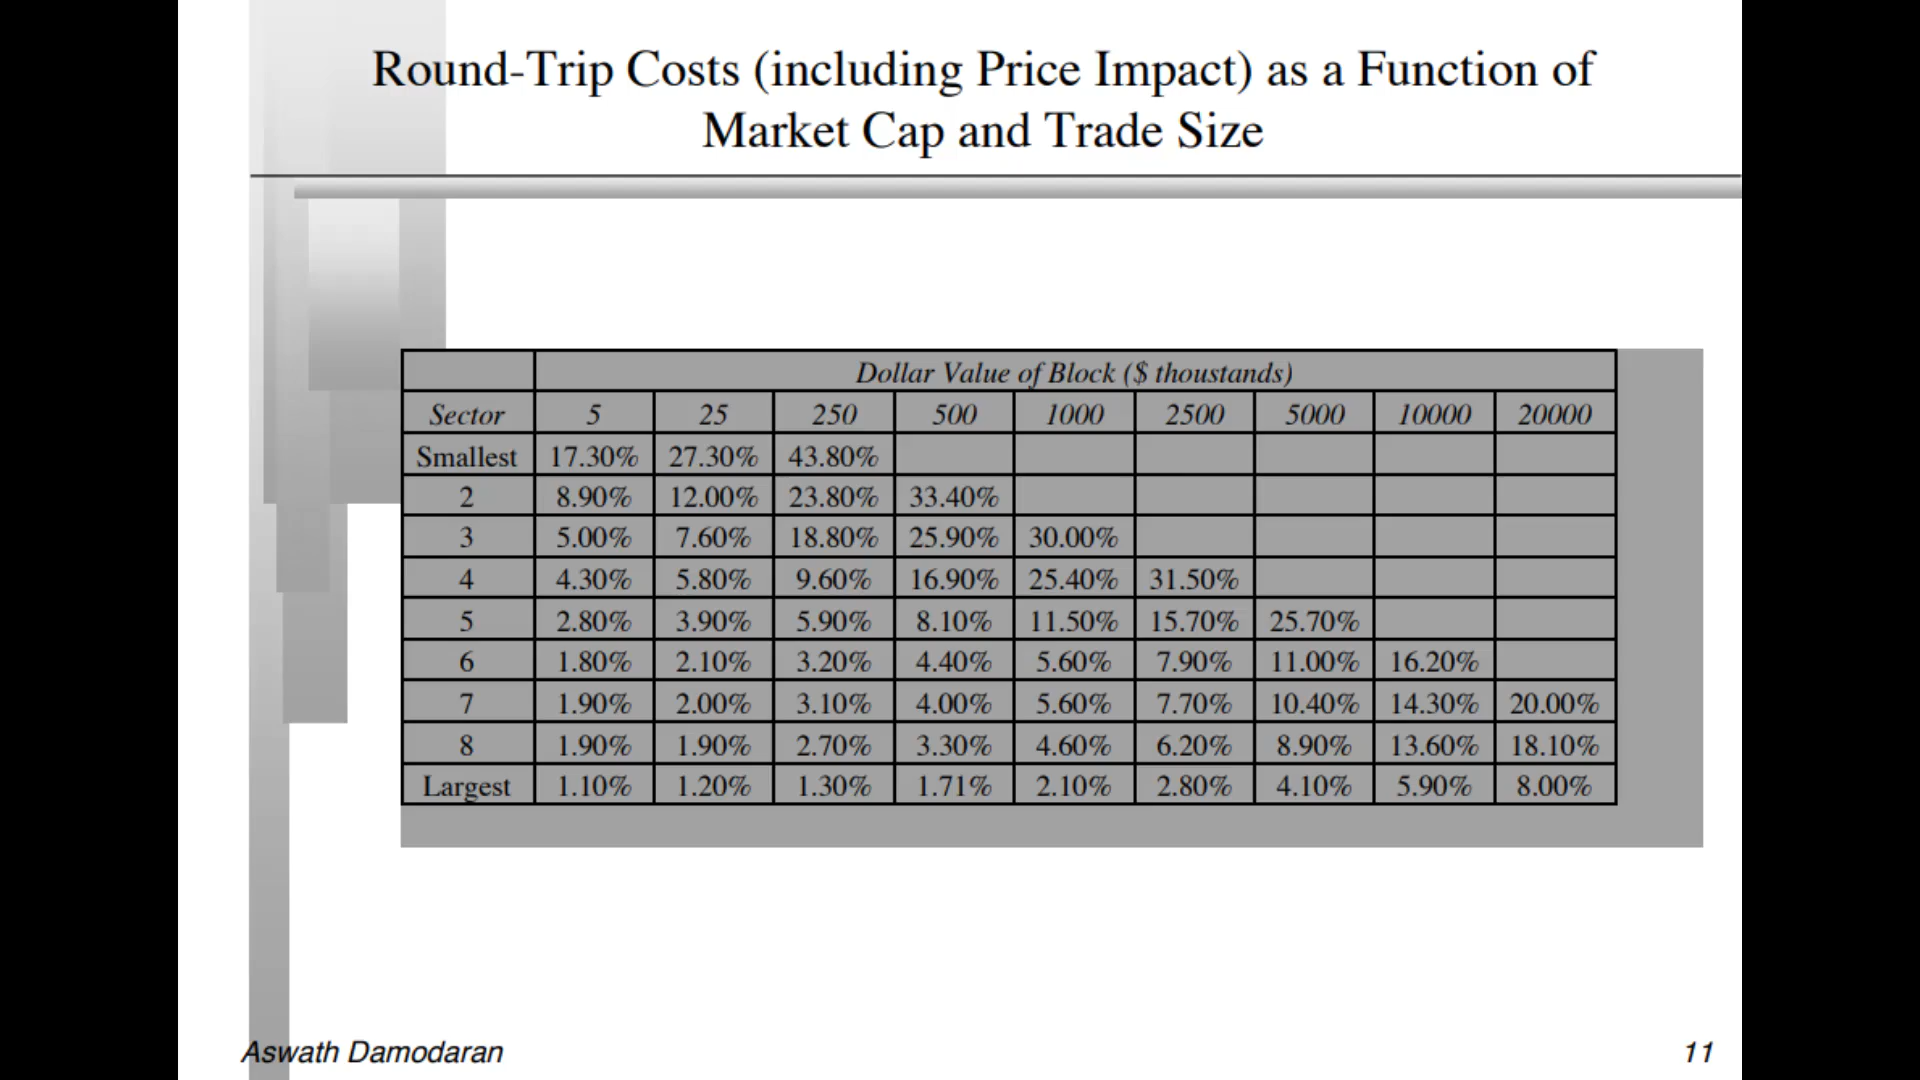 Round-Trip Costs (including Price Impact) as a Function of
Market Cap and Trade Size
Dollar Value of Block ($ thoustands)
Sector 5 25 250 500 1000 2500 5000 10000 20000
Smallest 17.30% 27.30% 43.80%
2 8.90% 12.00% 23.80% 33.40%
3 5.00% 7.60% 18.80% 25.90% 30.00%
4 4.30% 5.80% 9.60% 16.90% 25.40% 31.50%
5 2.80% 3.90% 5.90% 8.10% 11.50% 15.70% 25.70%
6 1.80% 2.10% 3.20% 4.40% 5.60% 7.90% 11.00% 16.20%
7 1.90% 2.00% 3.10% 4.00% 5.60% 7.70% 10.40% 14.30% 20.00%
8 1.90% 1.90% 2.70% 3.30% 4.60% 6.20% 8.90% 13.60% 18.10%
Largest 1.10% 1.20% 1.30% 1.71% 2.10% 2.80% 4.10% 5.90% 8.00%
Aswath Damodaran
11